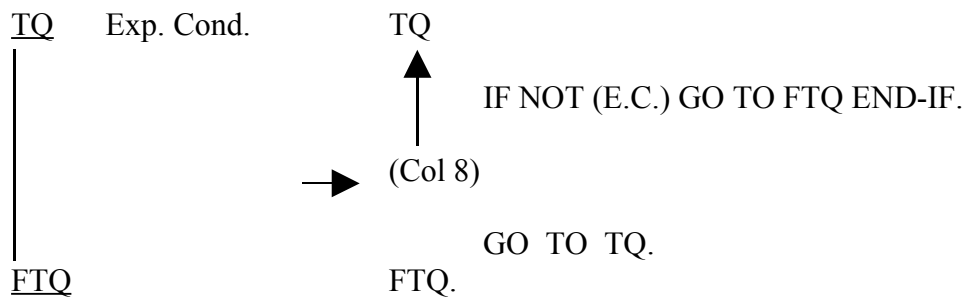 TQ Exp. Cond. TQ
IF NOT (E.C.) GO TO FTQ END-IF.
(Col 8)
GO TO TQ.
FTQ FTQ.